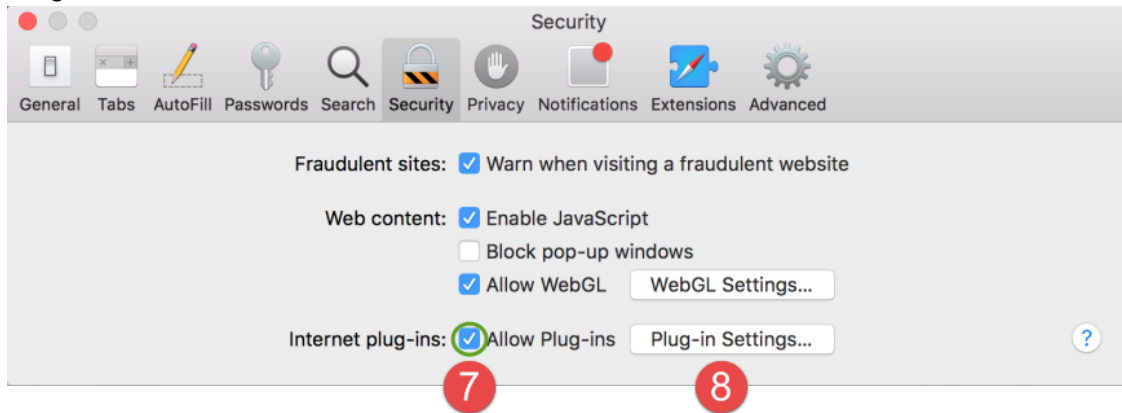 Security
General Tabs AutoFill Passwords Search Security Privacy Notifications Extensions Advanced
Fraudulent sites: Warn when visiting a fraudulent website
Web content: Enable JavaScript
Block pop-up windows
Allow WebGL WebGL Settings...
Internet plug-ins: Allow Plug-ins Plug-in Settings... ?
7 8